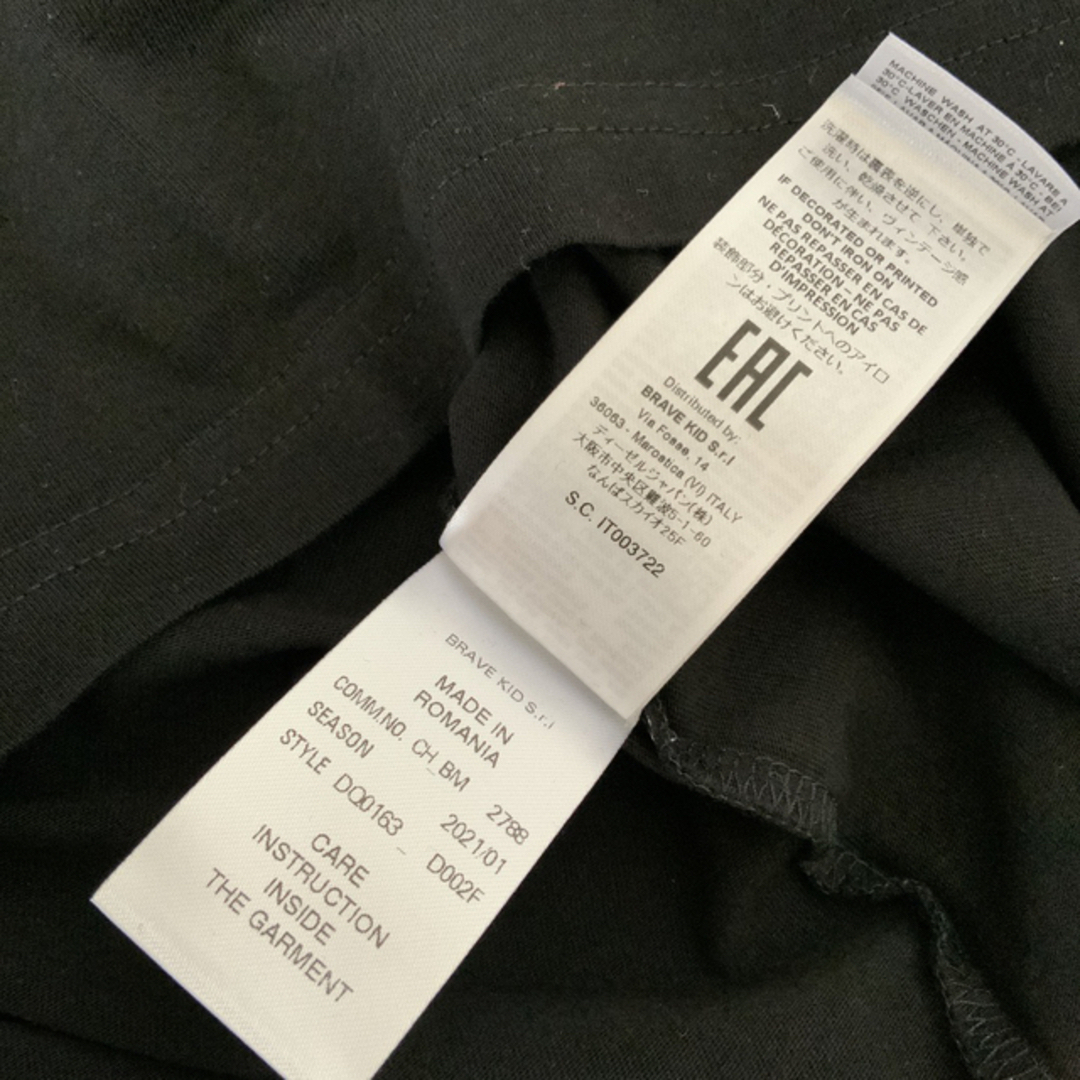 MACHINE WASH AT 30°C - LAVARE A
30°C-LAVER EN MACHINE A 30°C - BEI
30°C WASCHEN - MACHINE WASH AT
洗濯時は裏表を逆にし、単独で
洗い、乾燥させて下さい。
ご使用に伴い、ヴィンテージ感
が生まれます。
IF DECORATED OR PRINTED
DON'T IRON ON
NE PAS REPASSER EN CAS DE
DÉCORATION – NE PAS
REPASSER EN CAS
D'IMPRESSION
装飾部分・プリントへのアイロ
ンはお避けください。
EAC
Distributed by:
BRAVE KID S.r.l
Via Fosse, 14
36063 - Marostica (VI) ITALY
ディーゼルジャパン(株)
大阪市中央区難波5-1-60
なんばスカイオ25F
S.C. IT003722
BRAVE KID S.r.l
MADE IN
ROMANIA
COMM.NO. CH_BM 2788
SEASON 2021/01
STYLE DQ0163 _ D002F
CARE
INSTRUCTION
INSIDE
THE GARMENT